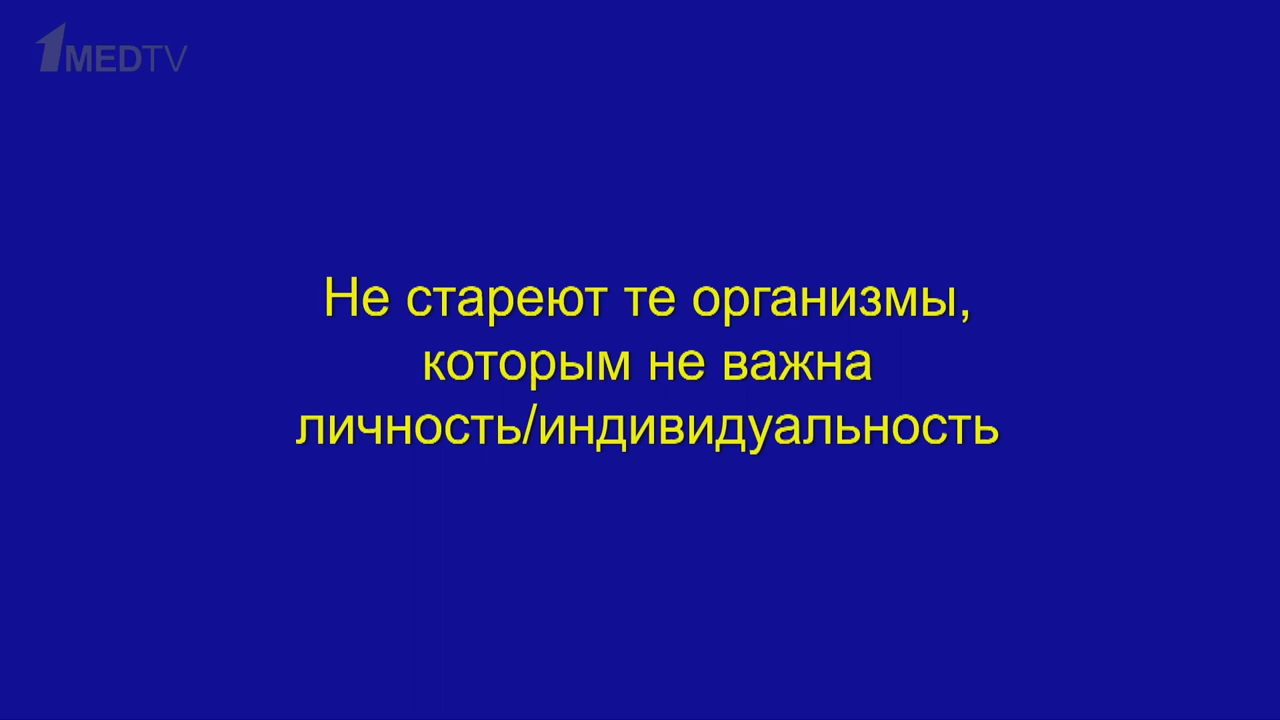 1MEDTV
Не стареют те организмы,
которым не важна
личность/индивидуальность